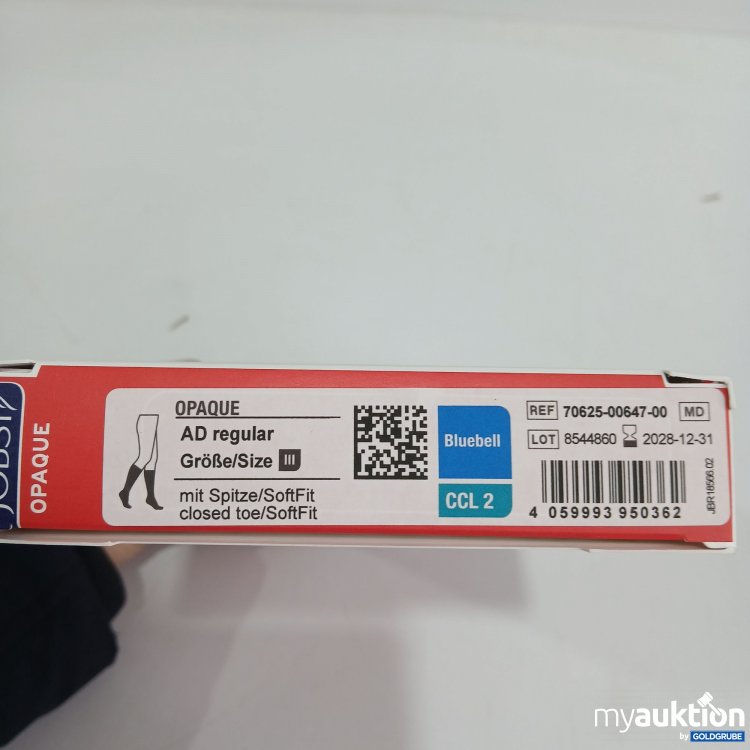 JOBST
OPAQUE
OPAQUE
AD regular
Größe/Size III
mit Spitze/SoftFit
closed toe/SoftFit
Bluebell
CCL 2
REF 70625-00647-00 MD
LOT 8544860 2028-12-31
4 059993 950362
JBR18566 02
myauktion
by GOLDGRUBE